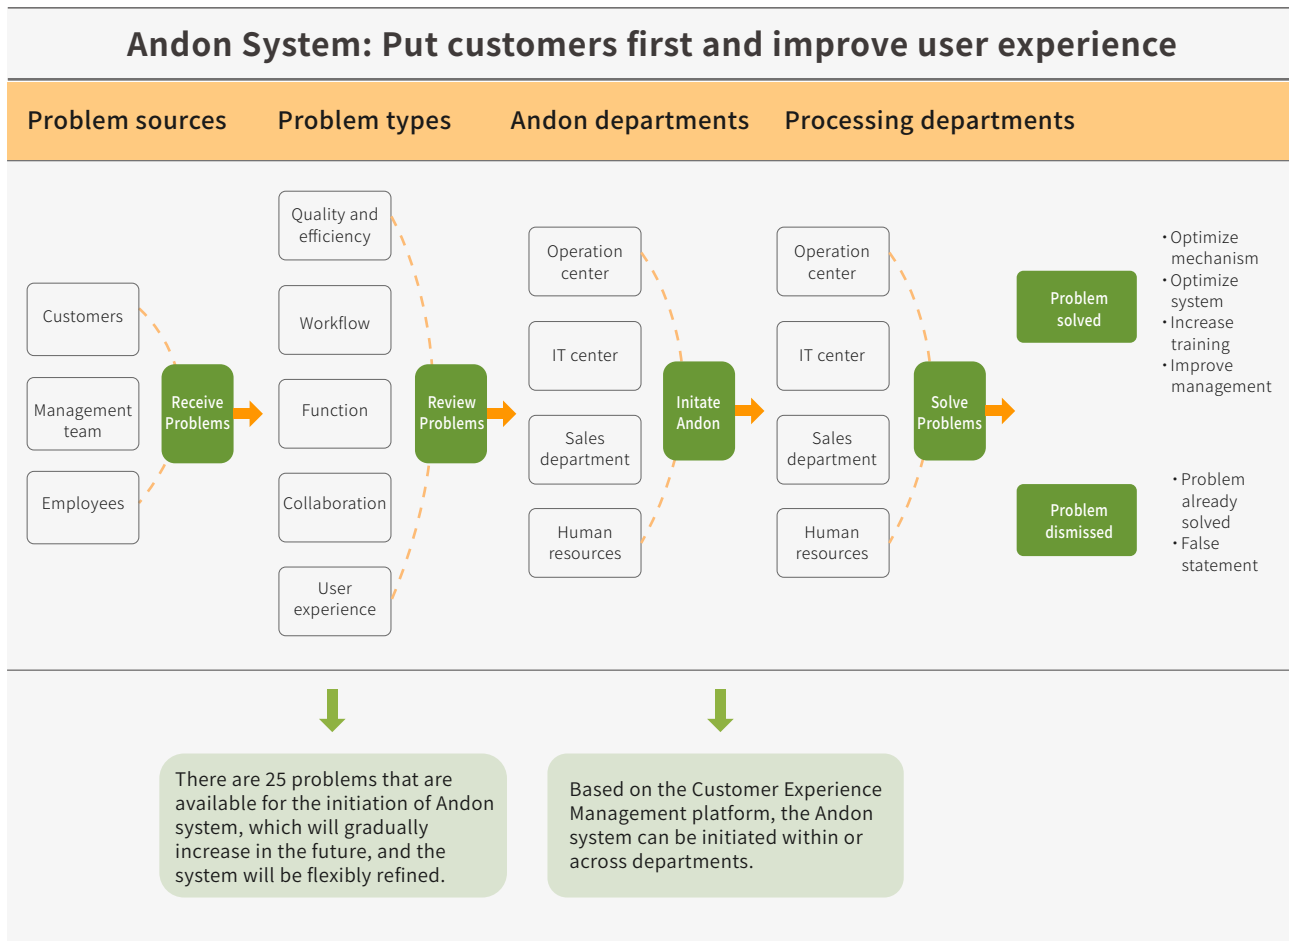 Andon System: Put customers first and improve user experience
Problem sources
Problem types
Andon departments
Processing departments
Customers
Management
team
Employees
Receive
Problems
Quality and
efficiency
Workflow
Function
Collaboration
User
experience
Review
Problems
Operation
center
IT center
Sales
department
Human
resources
Initate
Andon
Operation
center
IT center
Sales
department
Human
resources
Solve
Problems
Problem
solved
・Optimize
mechanism
・Optimize
system
・Increase
training
・Improve
management
Problem
dismissed
・Problem
already
solved
・False
statement
There are 25 problems that are
available for the initiation of Andon
system, which will gradually
increase in the future, and the
system will be flexibly refined.
Based on the Customer Experience
Management platform, the Andon
system can be initiated within or
across departments.